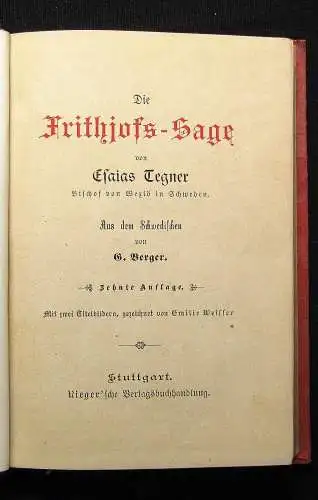 Die
Frithjofs-Sage
von
Esaias Tegner
Bischof von Wexiö in Schweden.
Aus dem Schwedischen
von
G. Berger.
Zehnte Auflage.
Mit zwei Titelbildern, gezeichnet von Emilie Weisser
Stuttgart.
Rieger'sche Verlagsbuchhandlung.